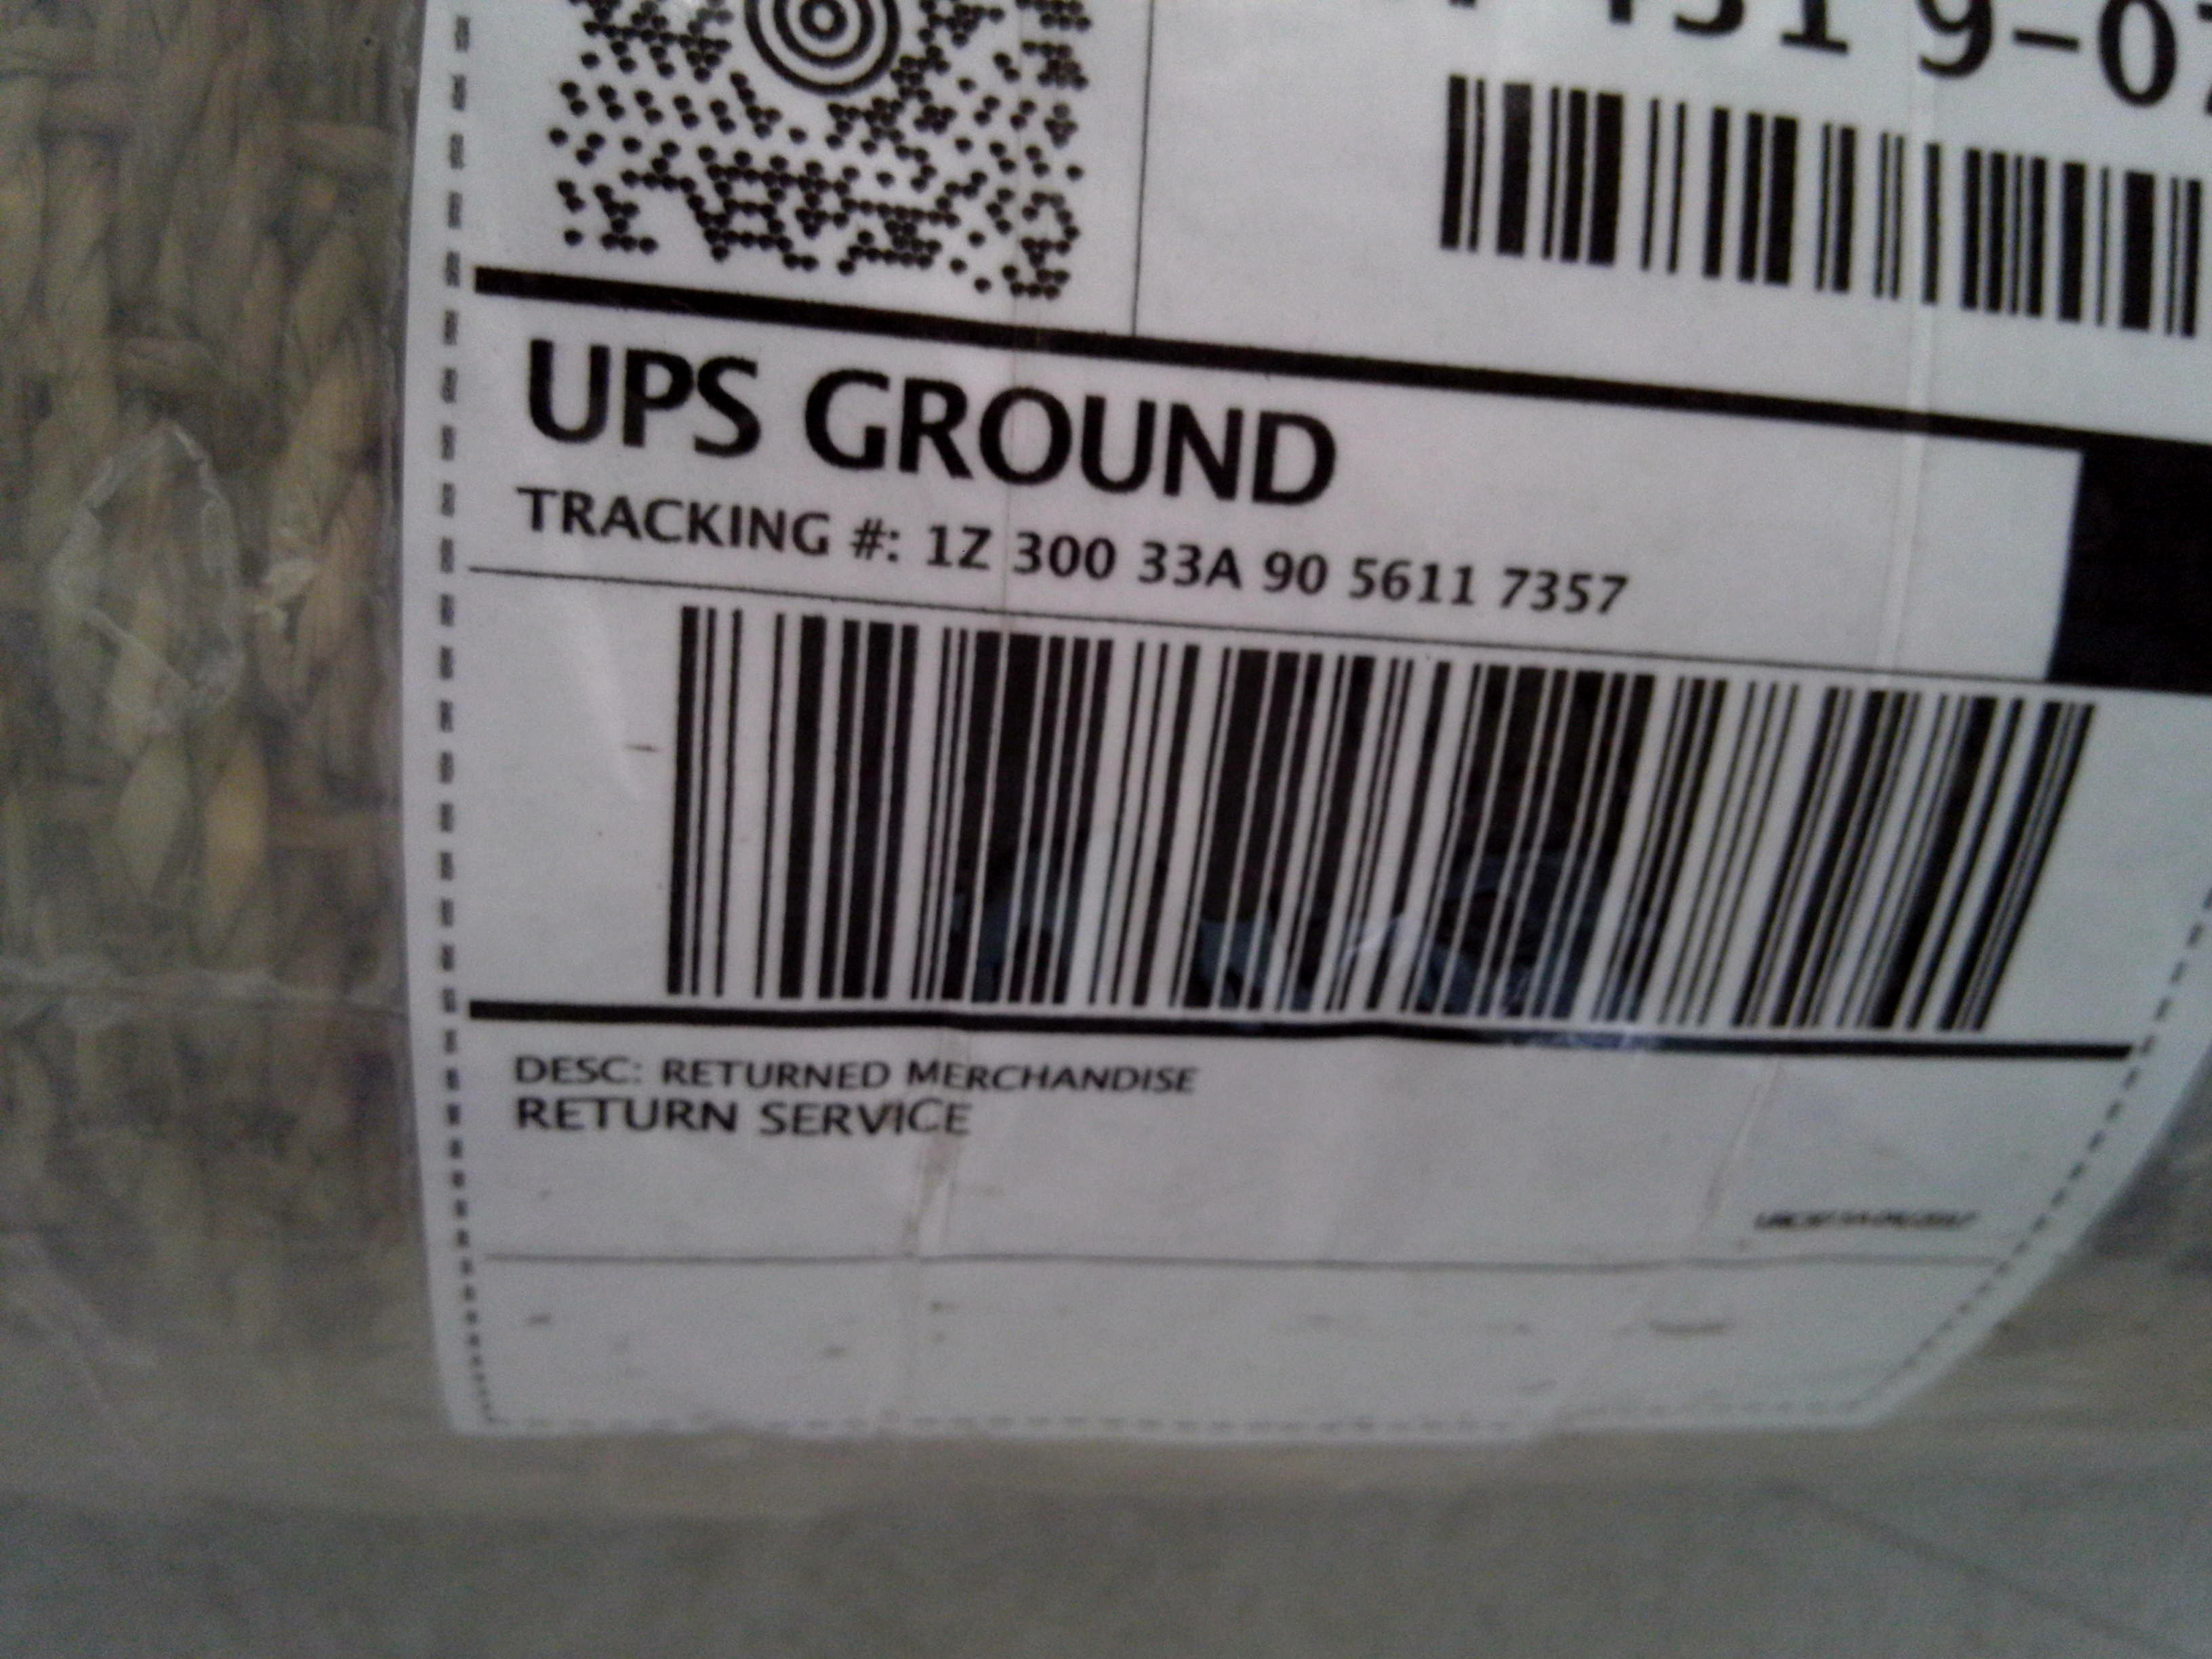 UPS GROUND
TRACKING #: 1Z 300 33A 90 5611 7357
DESC: RETURNED MERCHANDISE
RETURN SERVICE